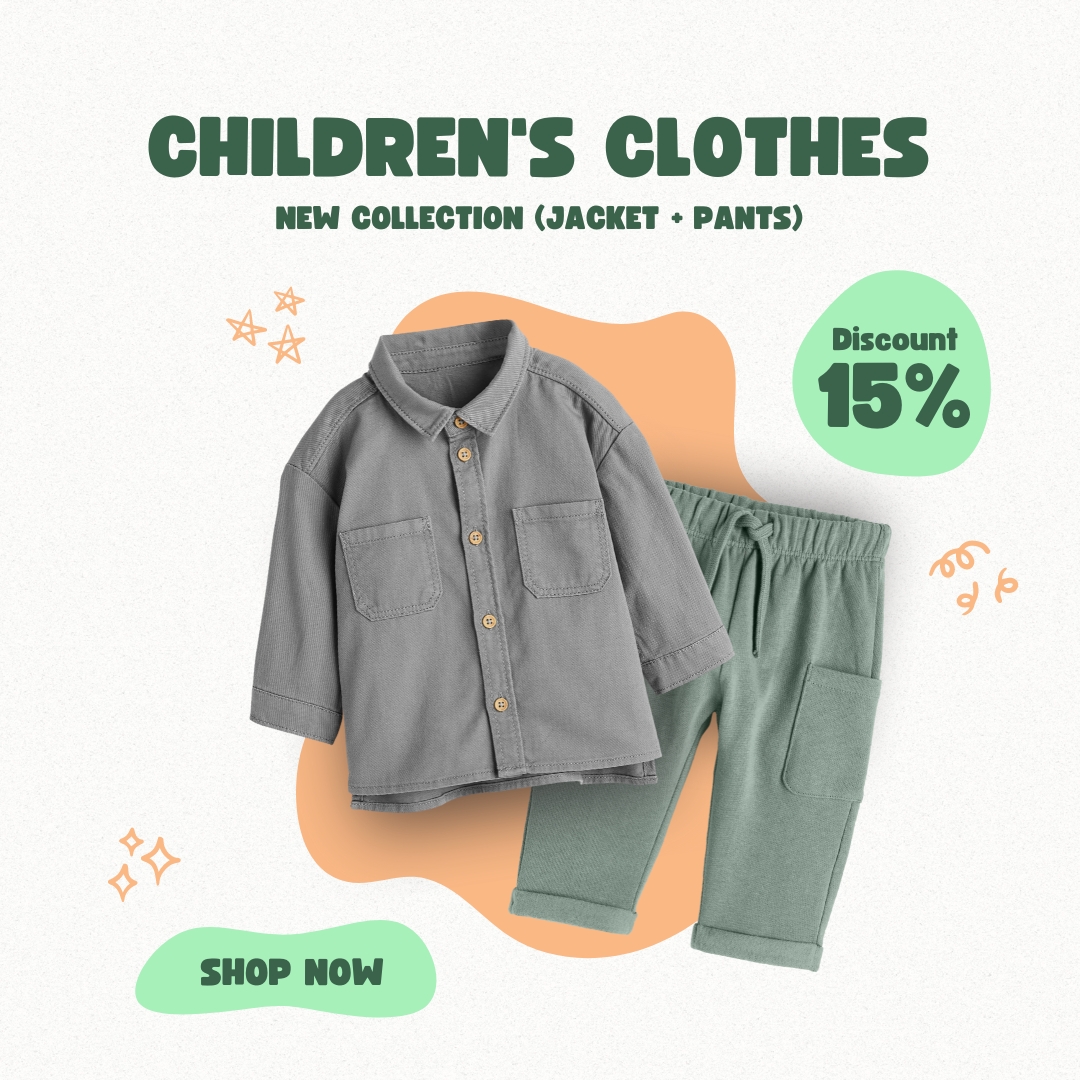 CHILDREN'S CLOTHES
NEW COLLECTION (JACKET + PANTS)
Discount
15%
SHOP NOW